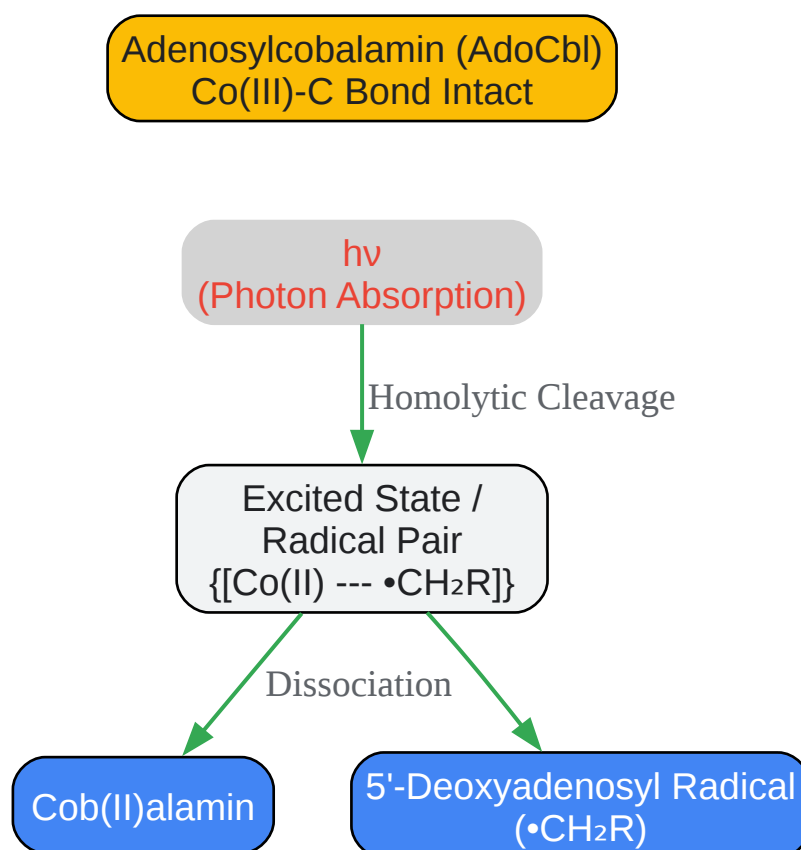 Adenosylcobalamin (AdoCbl)
Co(III)-C Bond Intact
hν
(Photon Absorption)
Homolytic Cleavage
Excited State /
Radical Pair
{[Co(II) --- •CH₂R]}
Dissociation
Cob(II)alamin
5'-Deoxyadenosyl Radical
(•CH₂R)